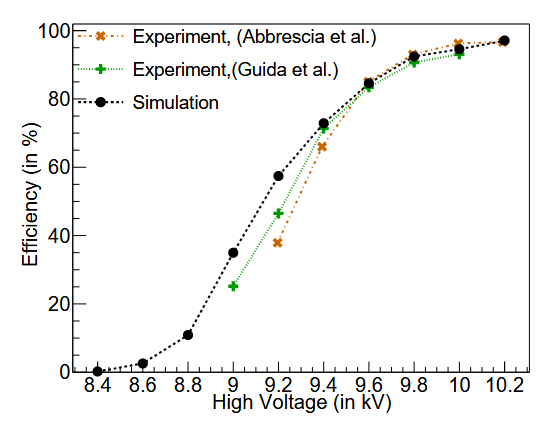 100
Experiment, (Abbrescia et al.)
Experiment,(Guida et al.)
80
Simulation
60
40
20
0
Efficiency (in %)
8.4 8.6 8.8 9 9.2 9.4 9.6 9.8 10 10.2
High Voltage (in kV)